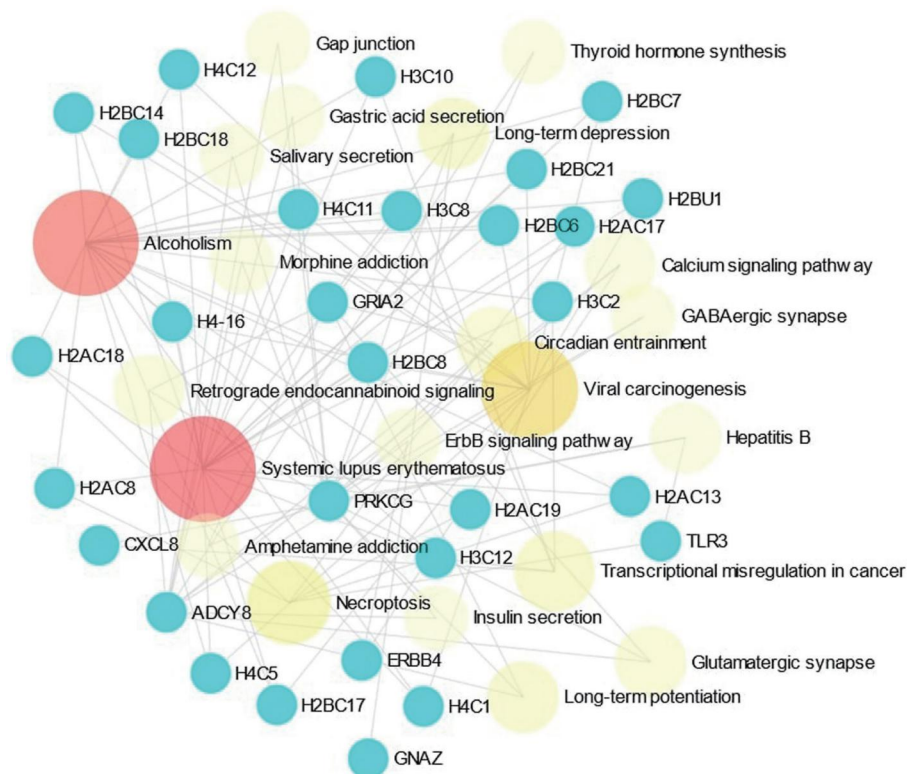 Gap junction
Thyroid hormone synthesis
H4C12
H3C10
H2BC7
H2BC14
Gastric acid secretion
H2BC18
Long-term depression
Salivary secretion
H2BC21
H2BU1
H4C11
H3C8
H2BC6
H2AC17
Alcoholism
Morphine addiction
Calcium signaling pathway
GRIA2
H3C2
GABAergic synapse
H4-16
Circadian entrainment
H2AC18
H2BC8
Retrograde endocannabinoid signaling
Viral carcinogenesis
ErbB signaling pathway
Hepatitis B
Systemic lupus erythematosus
H2AC8
PRKCG
H2AC19
H2AC13
CXCL8
Amphetamine addiction
H3C12
TLR3
Transcriptional misregulation in cancer
Necroptosis
ADCY8
Insulin secretion
ERBB4
Glutamatergic synapse
H4C5
Long-term potentiation
H2BC17
H4C1
GNAZ